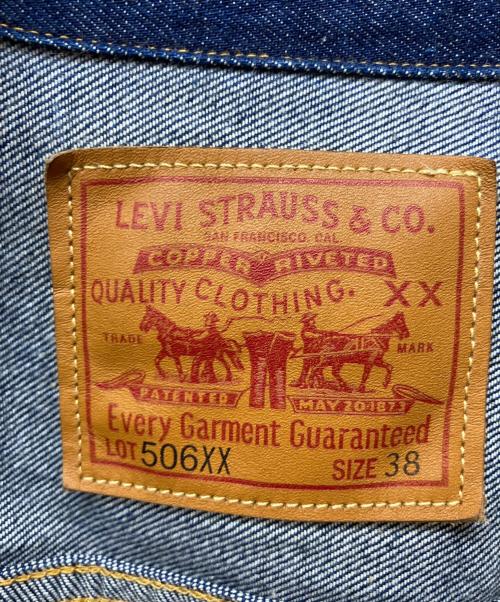 LEVI STRAUSS & CO.
SAN FRANCISCO, CAL.
COPPER RIVETED
QUALITY CLOTHING. XX
TRADE MARK
PATENTED MAY 20 1873
Every Garment Guaranteed
LOT 506XX SIZE 38